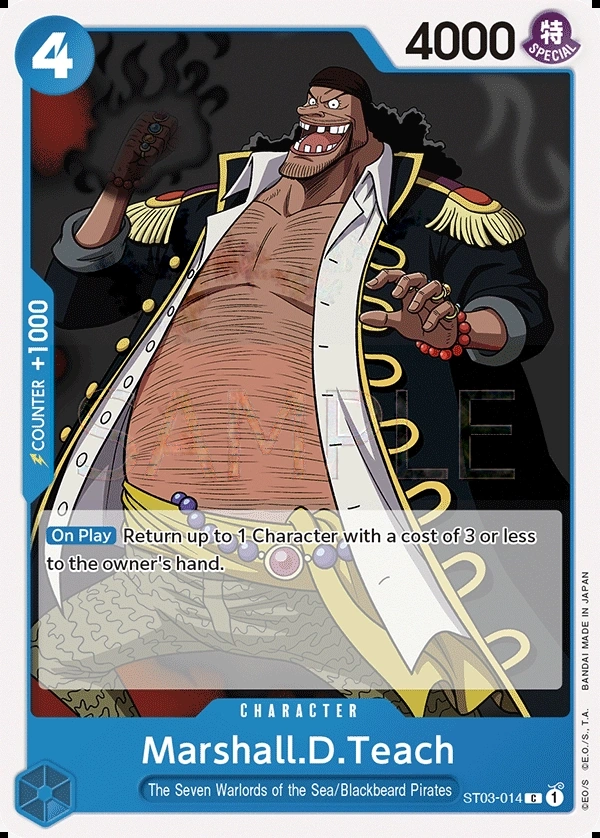 4
4000
特
SPECIAL
COUNTER +1000
SAMPLE
On Play Return up to 1 Character with a cost of 3 or less
to the owner's hand.
CHARACTER
Marshall.D.Teach
The Seven Warlords of the Sea/Blackbeard Pirates
ST03-014 C 1
©EO/S ©E.O./S., T.A. BANDAI MADE IN JAPAN